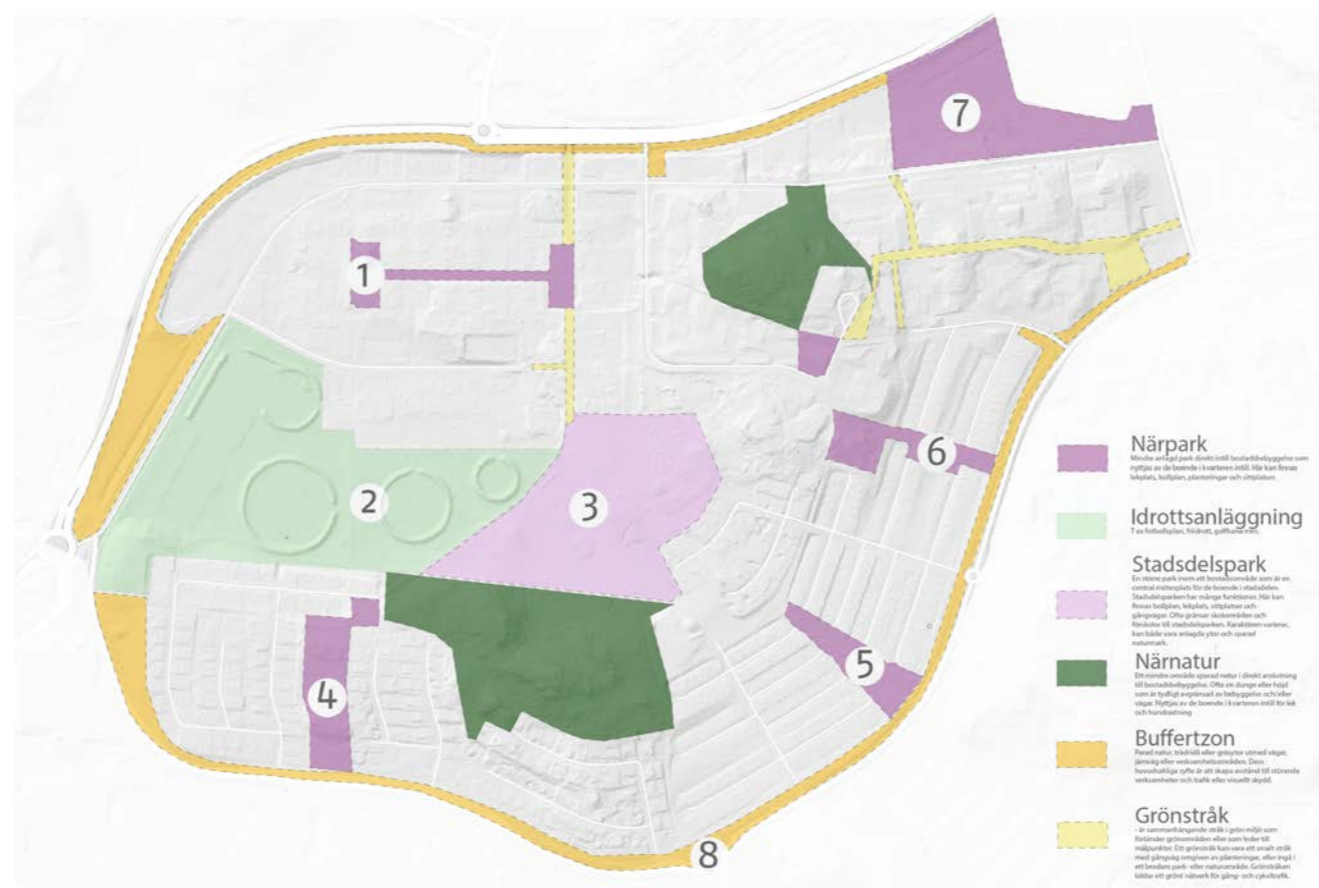 7
1
6
2
3
5
4
8
Närpark
Mindre anlagd park direkt intill bostadsbebyggelse som
nyttjas av de boende i kvarteren intill. Här kan finnas
lekplats, bollplan, planteringar och sittplatser.
Idrottsanläggning
T ex fotbollsplan, friidrott, golfbana mm.
Stadsdelspark
En större park inom ett bostadsområde som är en
central mötesplats för de boende i stadsdelen.
Stadsdelsparken har många funktioner. Här kan
finnas bollplan, lekplats, sittplatser och
gångvägar. Ofta gränsar skolområden och
förskolor till stadsdelsparken. Karaktären varierar,
kan både vara anlagda ytor och sparad
naturmark.
Närnatur
Ett mindre område sparad natur i direkt anslutning
till bostadsbebyggelse. Ofta en dunge eller höjd
som är tydligt avgränsad av bebyggelse och/eller
vägar. Nyttjas av de boende i kvarteren intill för lek
och hundrastning
Buffertzon
natur, trädridå eller gräsytor utmed vägar,
järnväg eller verksamhetsområden. Dess
huvudsakliga syfte är att skapa avstånd till störande
verksamheter och trafik eller visuellt skydd.
Grönstråk
- är sammanhängande stråk i grön miljö som
förbinder grönområden eller som leder till
målpunkter. Ett grönstråk kan vara ett smalt stråk
med gångväg omgiven av planteringar, eller ingå i
ett bredare park- eller naturområde. Grönstråken
bildar ett grönt nätverk för gång- och cykeltrafik.